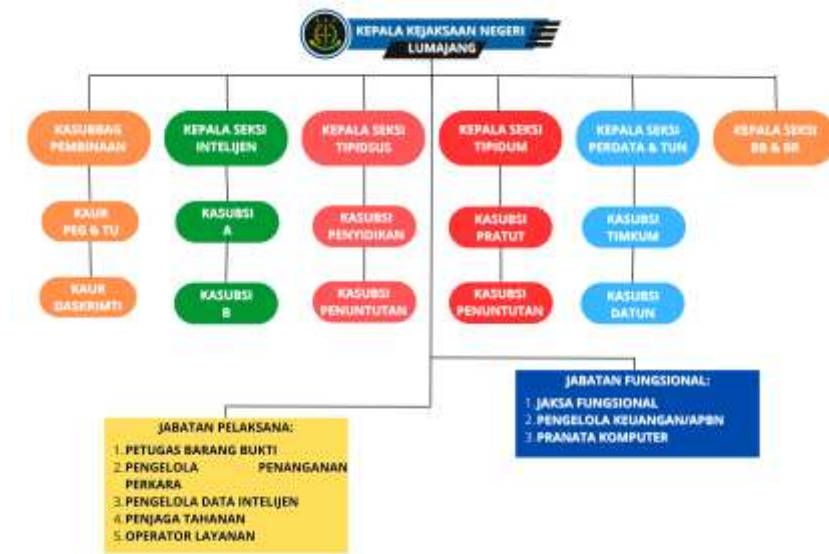 KEPALA KEJAKSAAN NEGERI
LUMAJANG
KASUBBAG
PEMBINAAN
KEPALA SEKSI
INTELIJEN
KEPALA SEKSI
TIPIDSUS
KEPALA SEKSI
TIPIDUM
KEPALA SEKSI
PERDATA & TUN
KEPALA SEKSI
BB & BR
KAUR
PEG & TU
KASUBSI
A
KASUBSI
PENYIDIKAN
KASUBSI
PRATUT
KASUBSI
TIMKUM
KAUR
DASKRIMTI
KASUBSI
B
KASUBSI
PENUNTUTAN
KASUBSI
PENUNTUTAN
KASUBSI
DATUN
JABATAN FUNGSIONAL:
1. JAKSA FUNGSIONAL
2. PENGELOLA KEUANGAN/APBN
3. PRANATA KOMPUTER
JABATAN PELAKSANA:
1. PETUGAS BARANG BUKTI
2. PENGELOLA PENANGANAN
PERKARA
3. PENGELOLA DATA INTELIJEN
4. PENJAGA TAHANAN
5. OPERATOR LAYANAN